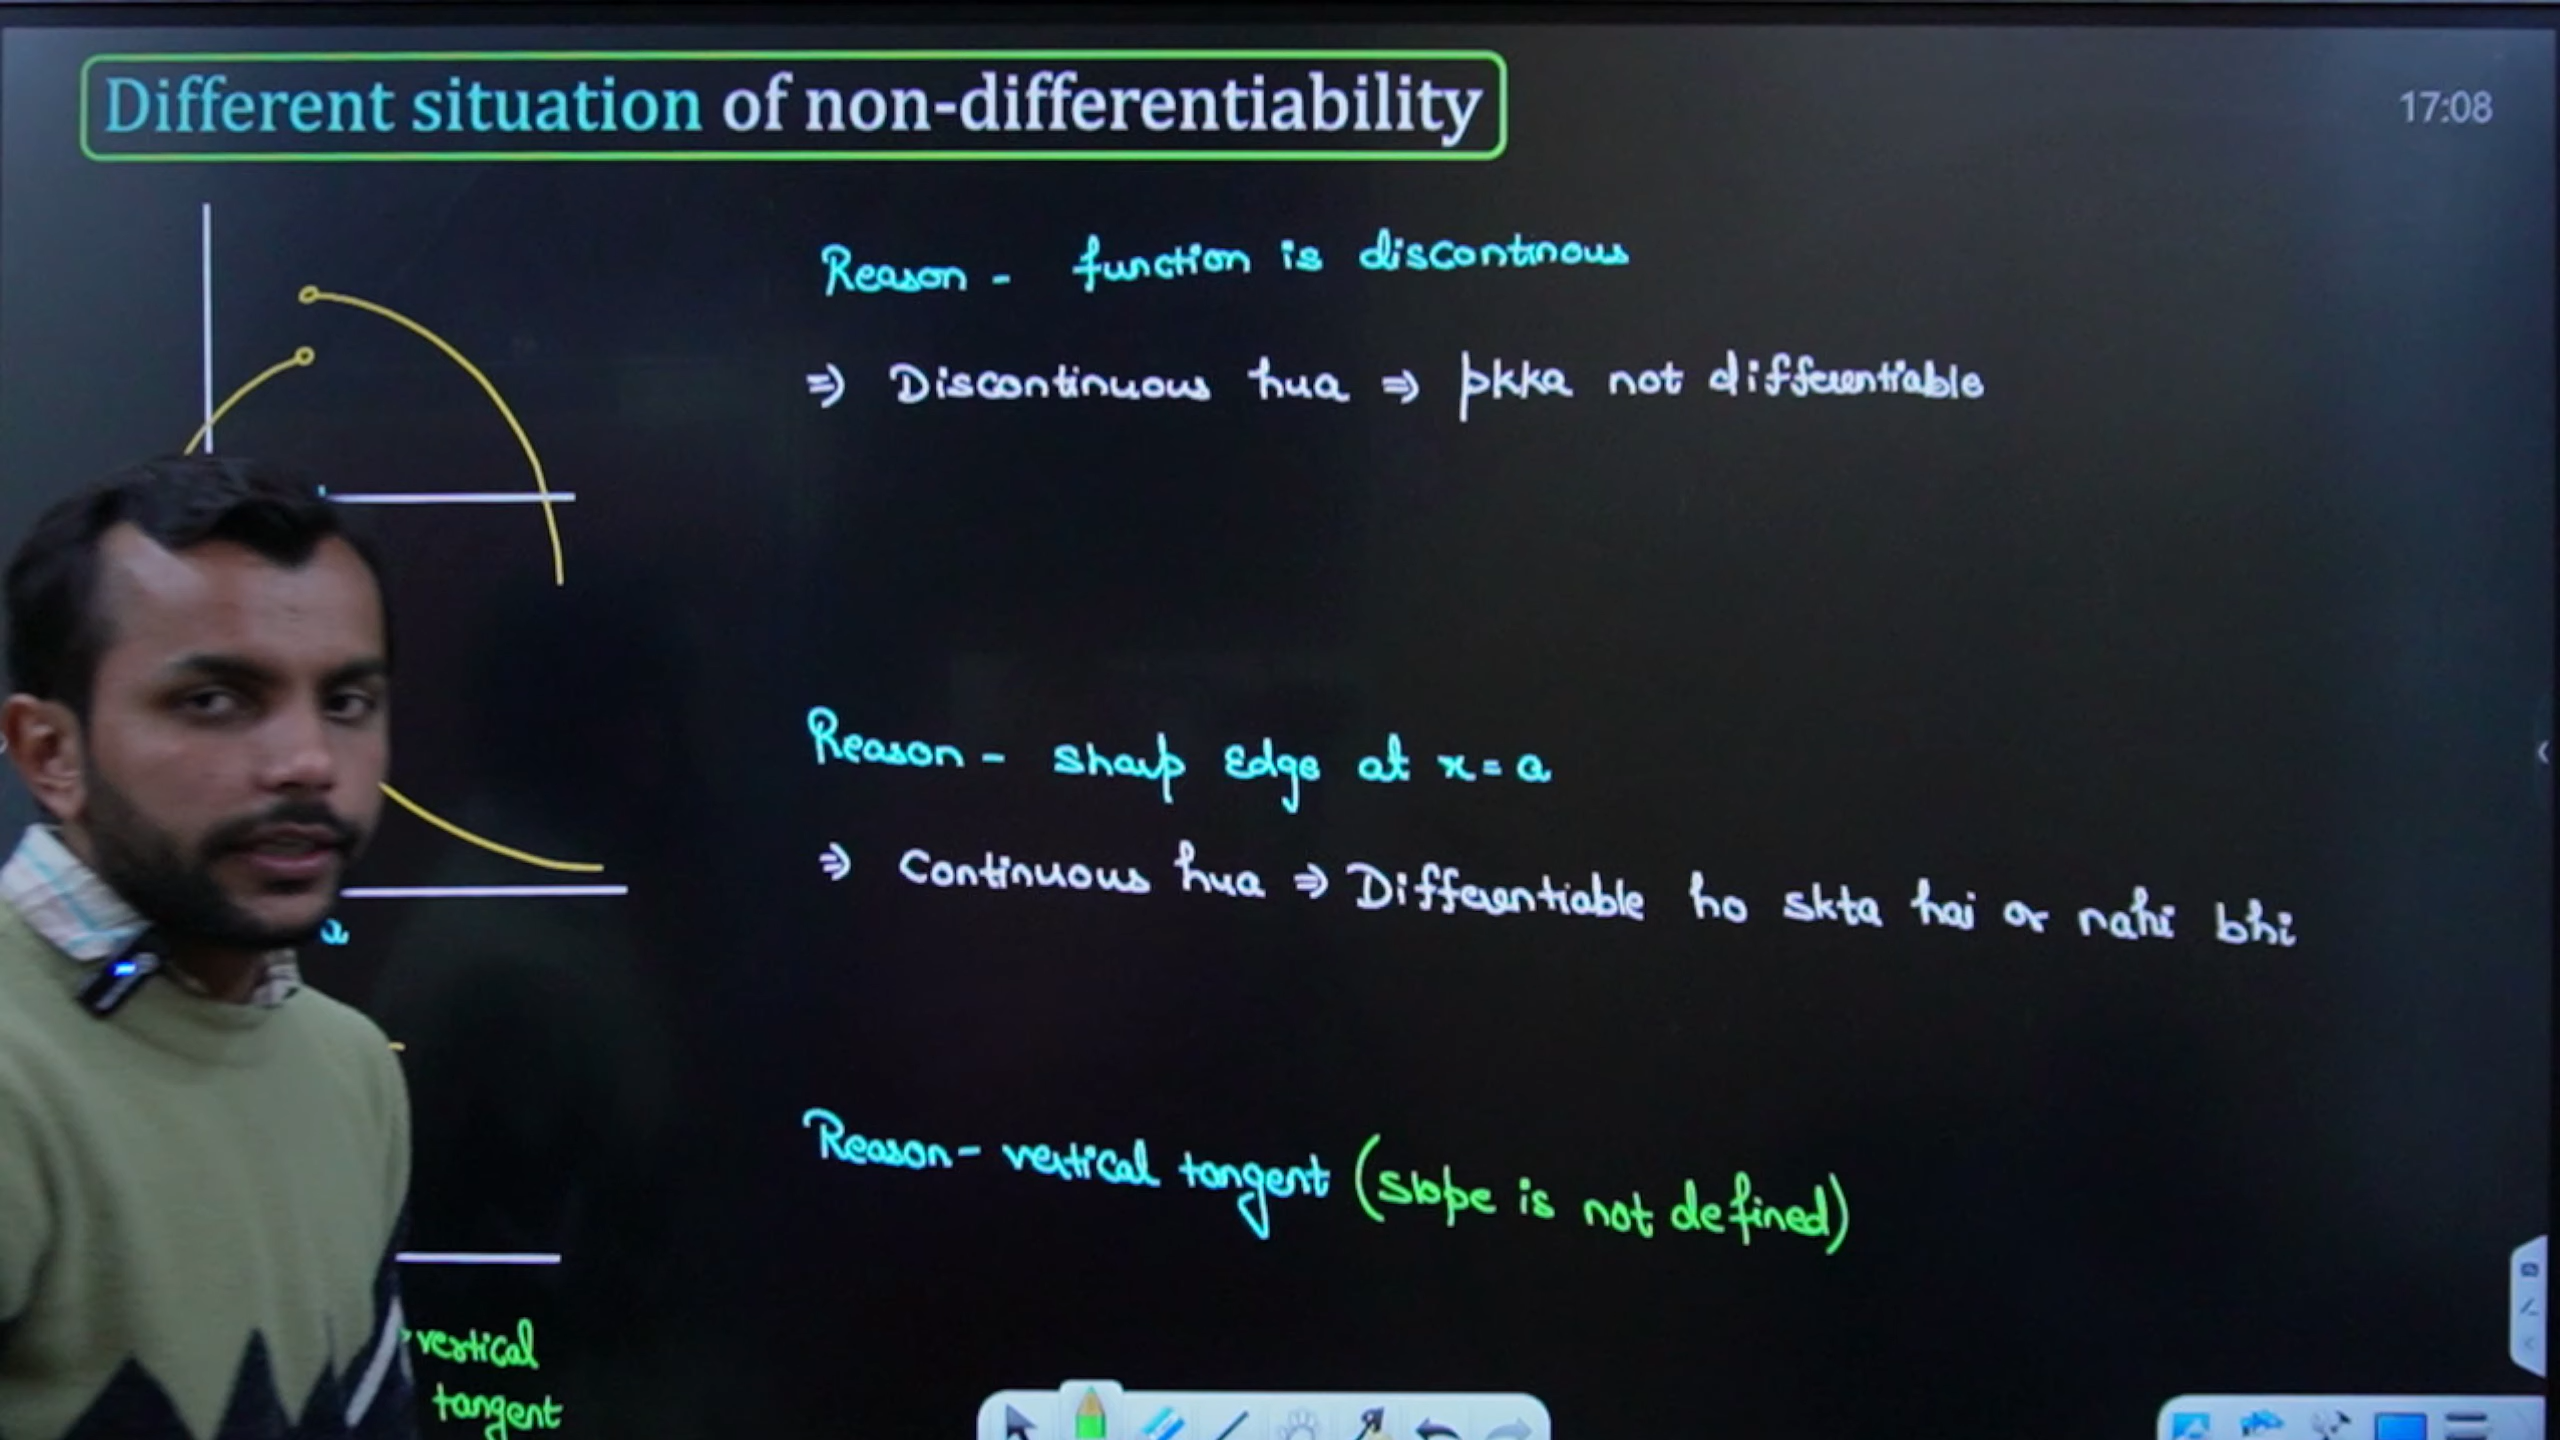 Different situation of non-differentiability
17:08
Reason - function is discontinous
⇒ Discontinuous hua ⇒ pkka not differentiable
Reason - sharp Edge at x = a
⇒ Continuous hua ⇒ Differentiable ho skta hai or nahi bhi
a
Reason - vertical tangent (slope is not defined)
vertical
tangent